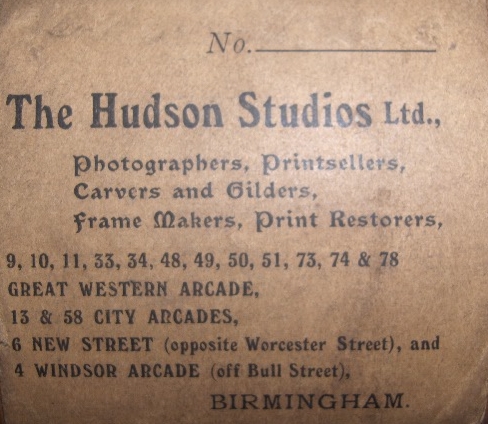 No.
The Hudson Studios Ltd.,
Photographers, Printsellers,
Carvers and Gilders,
Frame Makers, Print Restorers,
9, 10, 11, 33, 34, 48, 49, 50, 51, 73, 74 & 78
GREAT WESTERN ARCADE,
13 & 58 CITY ARCADES,
6 NEW STREET (opposite Worcester Street), and
4 WINDSOR ARCADE (off Bull Street),
BIRMINGHAM.